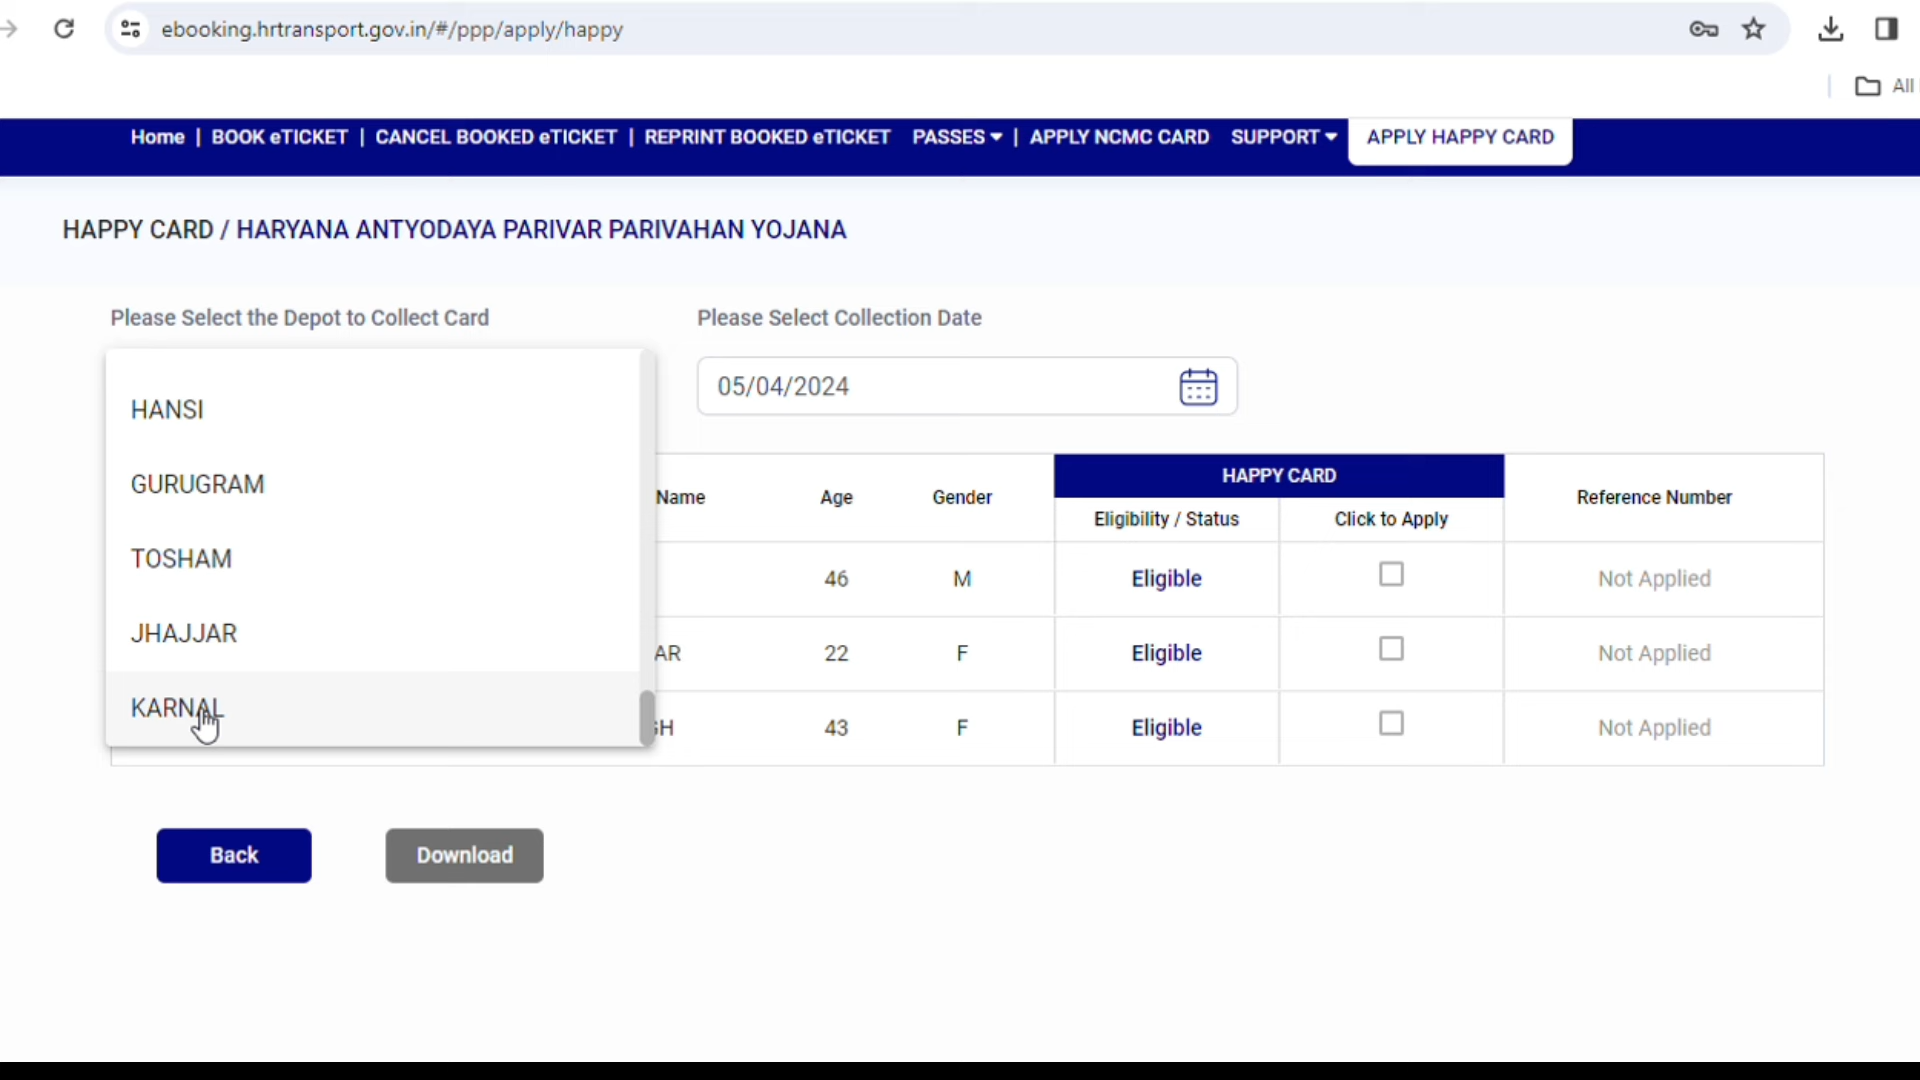 ebooking.hrtransport.gov.in/#/ppp/apply/happy
All
Home | BOOK eTICKET | CANCEL BOOKED eTICKET | REPRINT BOOKED eTICKET PASSES | APPLY NCMC CARD SUPPORT APPLY HAPPY CARD
HAPPY CARD / HARYANA ANTYODAYA PARIVAR PARIVAHAN YOJANA
Please Select the Depot to Collect Card
Please Select Collection Date
05/04/2024
HANSI
GURUGRAM
TOSHAM
JHAJJAR
KARNAL
Name Age Gender HAPPY CARD Reference Number
Eligibility / Status Click to Apply
46 M Eligible Not Applied
AR 22 F Eligible Not Applied
GH 43 F Eligible Not Applied
Back Download